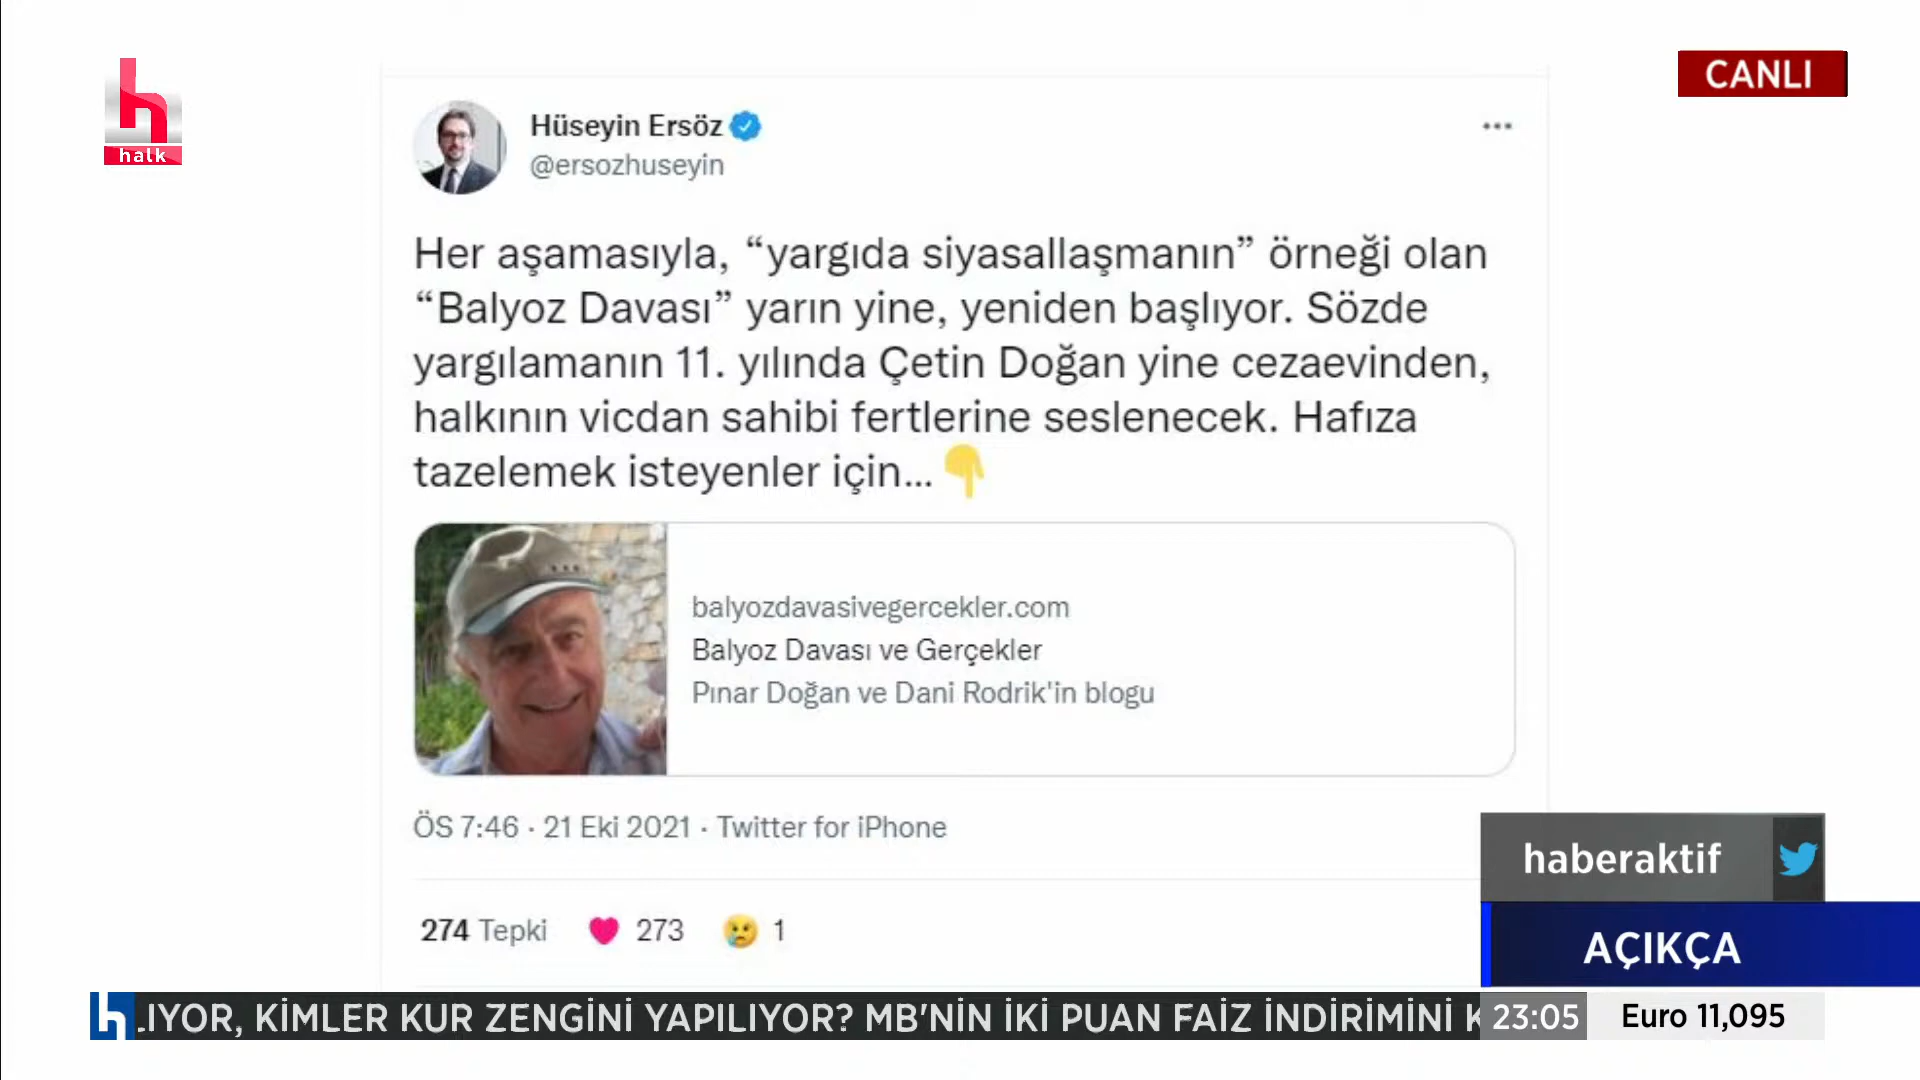 halk
CANLI
Hüseyin Ersöz
@ersozhuseyin
Her aşamasıyla, “yargıda siyasallaşmanın” örneği olan
“Balyoz Davası” yarın yine, yeniden başlıyor. Sözde
yargılamanın 11. yılında Çetin Doğan yine cezaevinden,
halkının vicdan sahibi fertlerine seslenecek. Hafıza
tazelemek isteyenler için...
balyozdavasivegercekler.com
Balyoz Davası ve Gerçekler
Pınar Doğan ve Dani Rodrik'in blogu
ÖS 7:46 · 21 Eki 2021 · Twitter for iPhone
274 Tepki 273 1
haberaktif
AÇIKÇA
.IYOR, KİMLER KUR ZENGİNİ YAPILIYOR? MB'NİN İKİ PUAN FAİZ İNDİRİMİNİ K
23:05
Euro 11,095